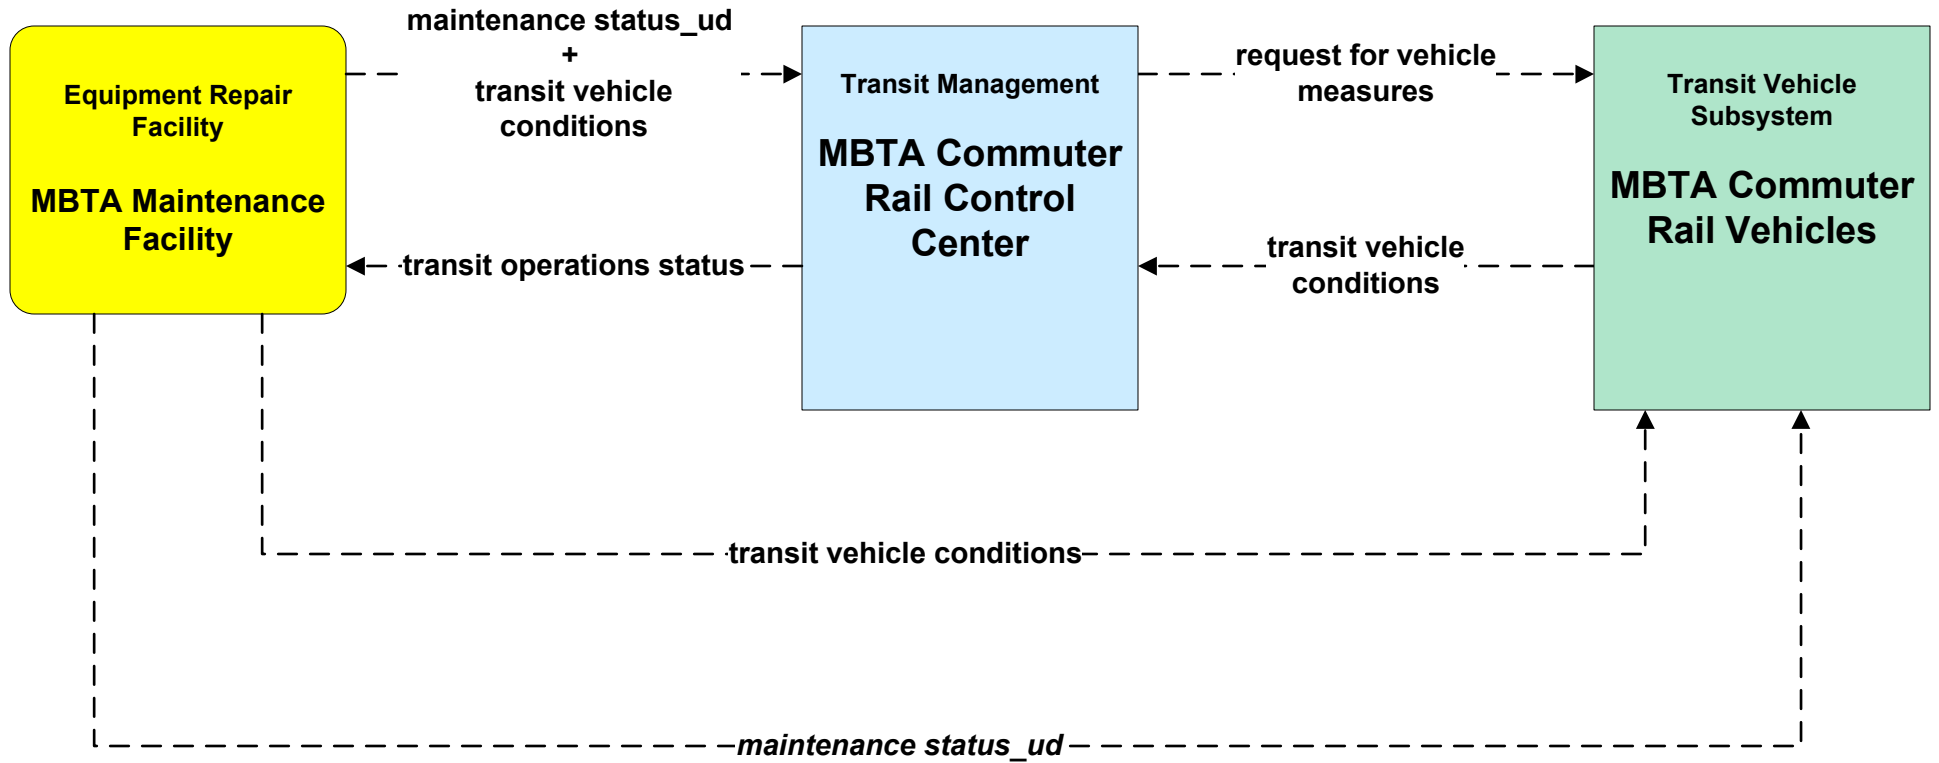 Equipment Repair
Facility
MBTA Maintenance
Facility
maintenance status_ud
+
transit vehicle
conditions
transit operations status
Transit Management
MBTA Commuter
Rail Control
Center
request for vehicle
measures
transit vehicle
conditions
Transit Vehicle
Subsystem
MBTA Commuter
Rail Vehicles
transit vehicle conditions
maintenance status_ud